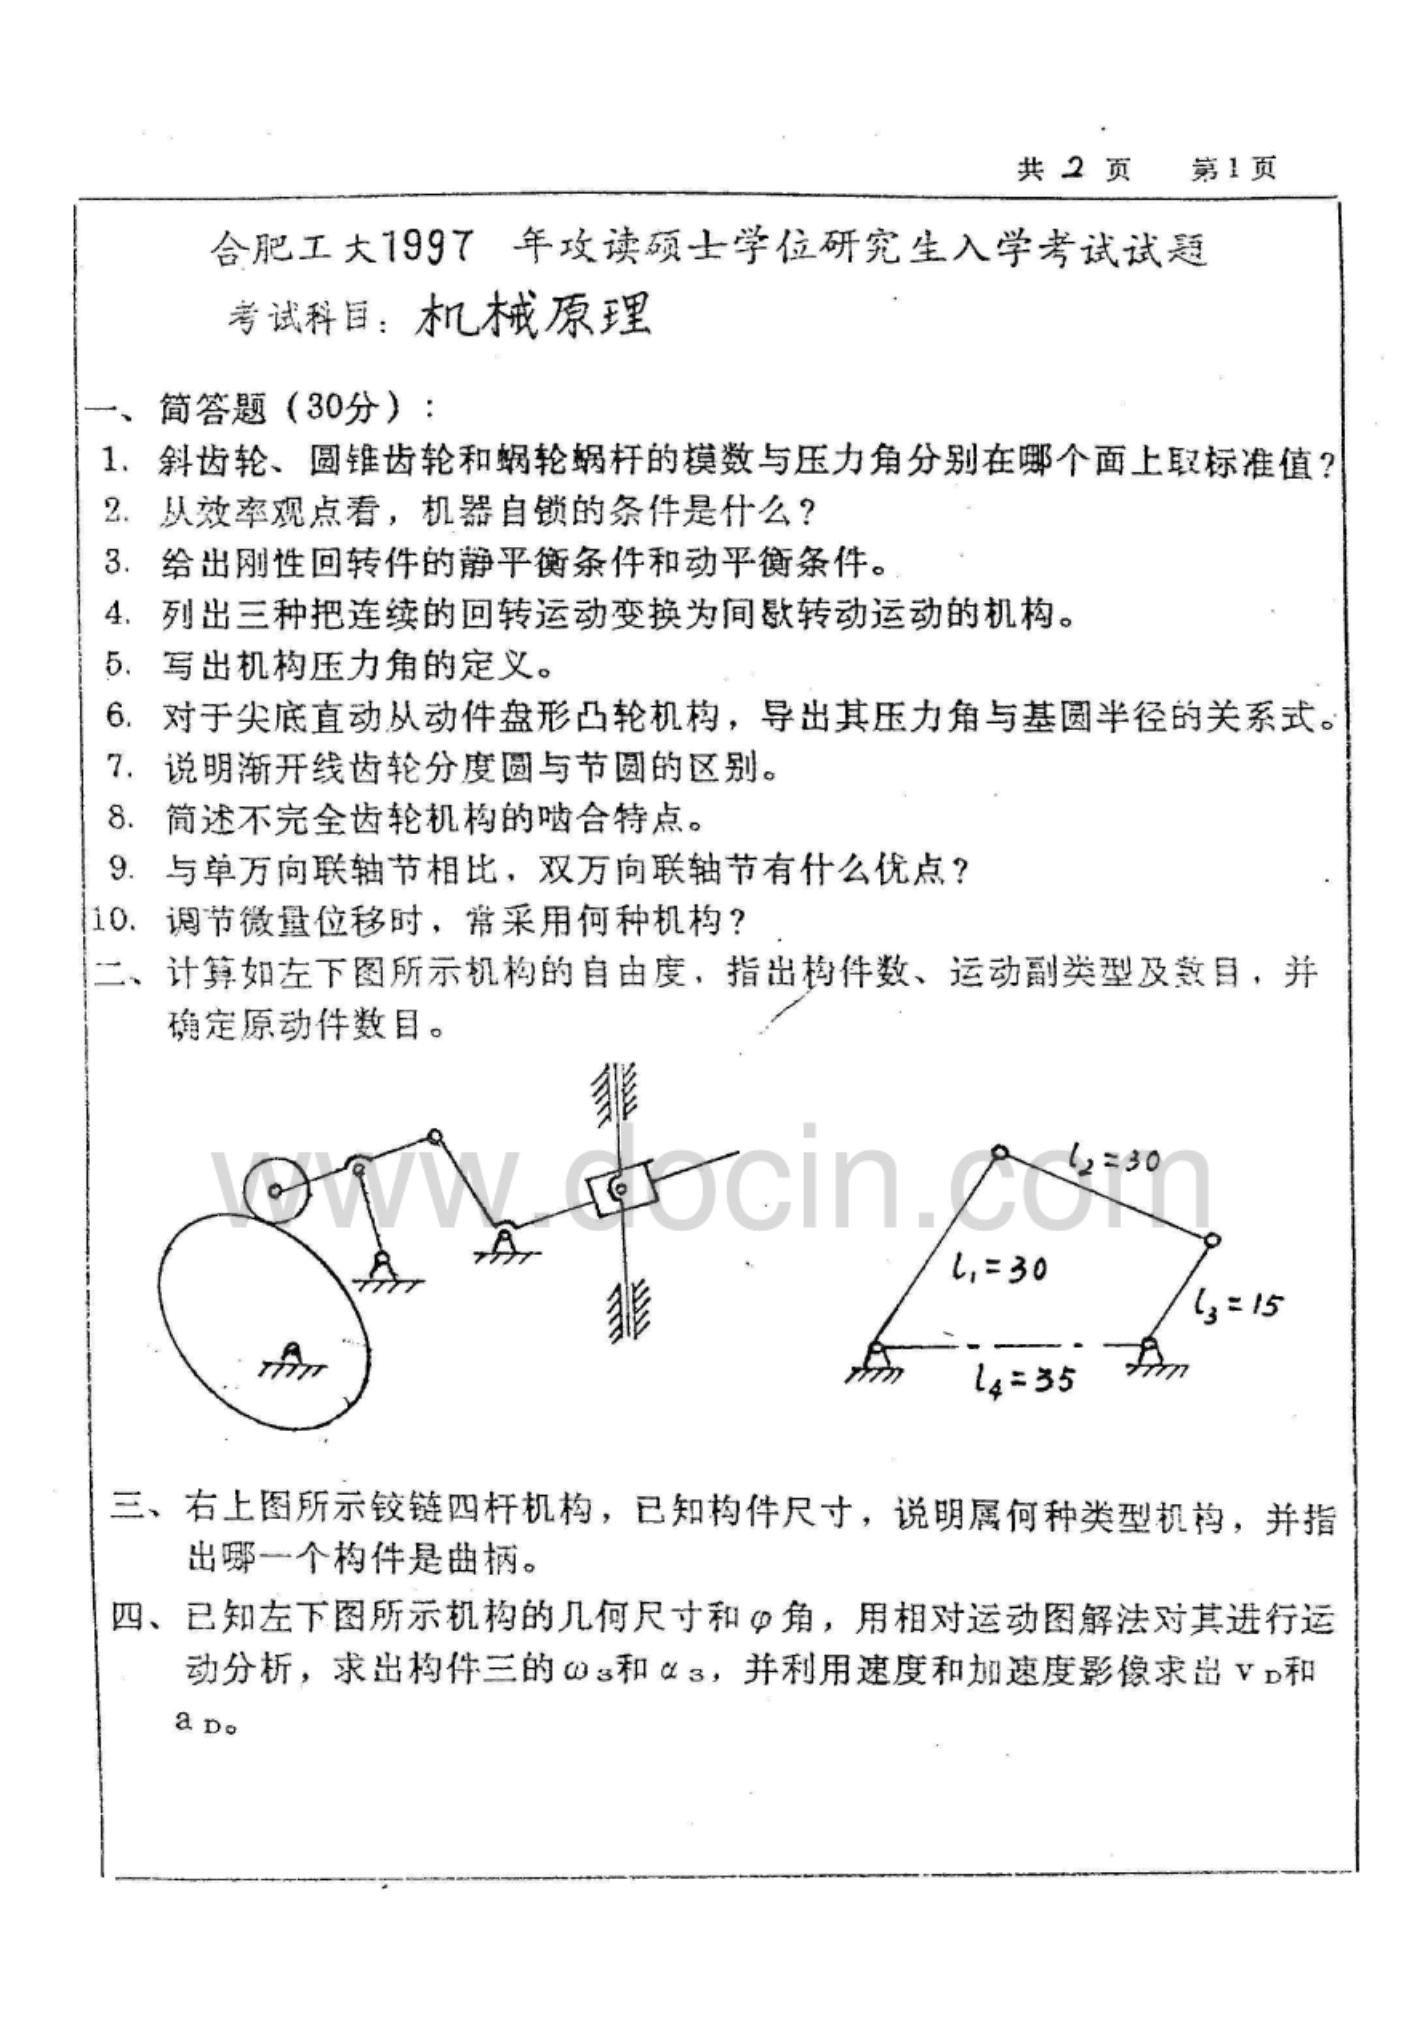 共 2 页 第1页
合肥工大1997 年攻读硕士学位研究生入学考试试题
考试科目：机械原理
一、简答题（30分）：
1. 斜齿轮、圆锥齿轮和蜗轮蜗杆的模数与压力角分别在哪个面上取标准值？
2. 从效率观点看，机器自锁的条件是什么？
3. 给出刚性回转件的静平衡条件和动平衡条件。
4. 列出三种把连续的回转运动变换为间歇转动运动的机构。
5. 写出机构压力角的定义。
6. 对于尖底直动从动件盘形凸轮机构，导出其压力角与基圆半径的关系式。
7. 说明渐开线齿轮分度圆与节圆的区别。
8. 简述不完全齿轮机构的啮合特点。
9. 与单万向联轴节相比，双万向联轴节有什么优点？
10. 调节微量位移时，常采用何种机构？
二、计算如左下图所示机构的自由度，指出构件数、运动副类型及数目，并
确定原动件数目。
www.docin.com
l₂=30
l₁=30
l₃=15
l₄=35
三、右上图所示铰链四杆机构，已知构件尺寸，说明属何种类型机构，并指
出哪一个构件是曲柄。
四、已知左下图所示机构的几何尺寸和φ角，用相对运动图解法对其进行运
动分析，求出构件三的ω₃和α₃，并利用速度和加速度影像求出 v D和
a D。